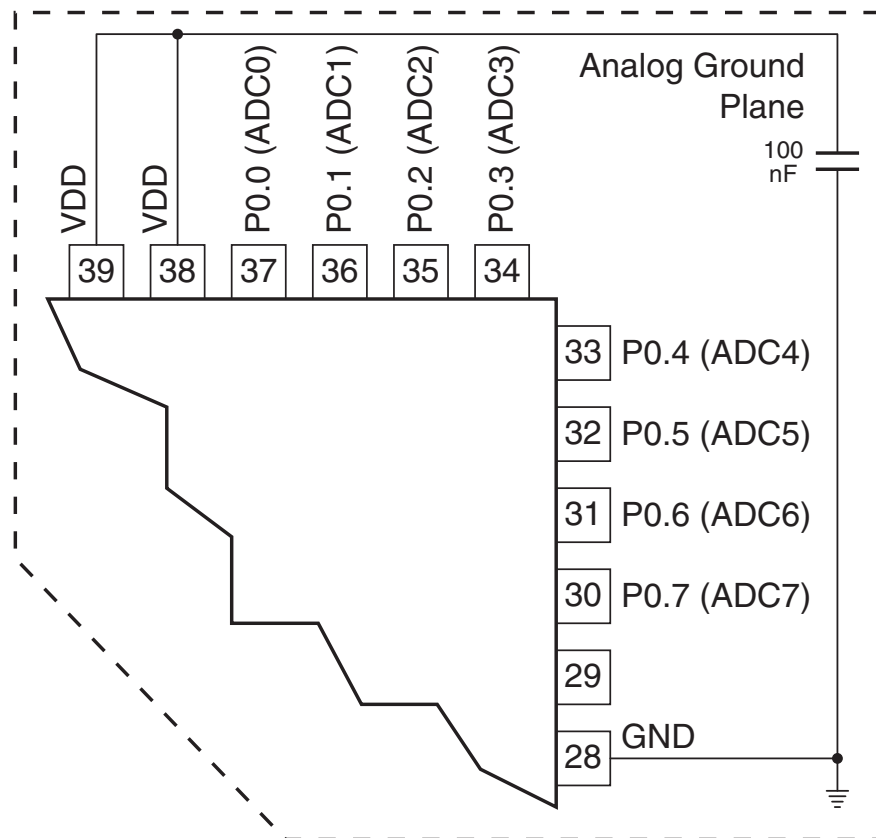 VDD
VDD
P0.0 (ADC0)
P0.1 (ADC1)
P0.2 (ADC2)
P0.3 (ADC3)
Analog Ground
Plane
100
nF
39
38
37
36
35
34
33 P0.4 (ADC4)
32 P0.5 (ADC5)
31 P0.6 (ADC6)
30 P0.7 (ADC7)
29
28 GND